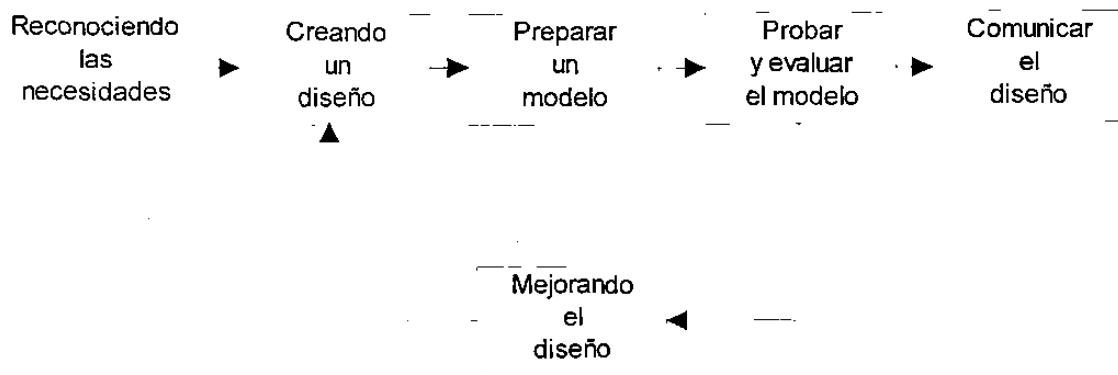 Reconociendo
las
necesidades
Creando
un
diseño
Preparar
un
modelo
Probar
y evaluar
el modelo
Comunicar
el
diseño
Mejorando
el
diseño